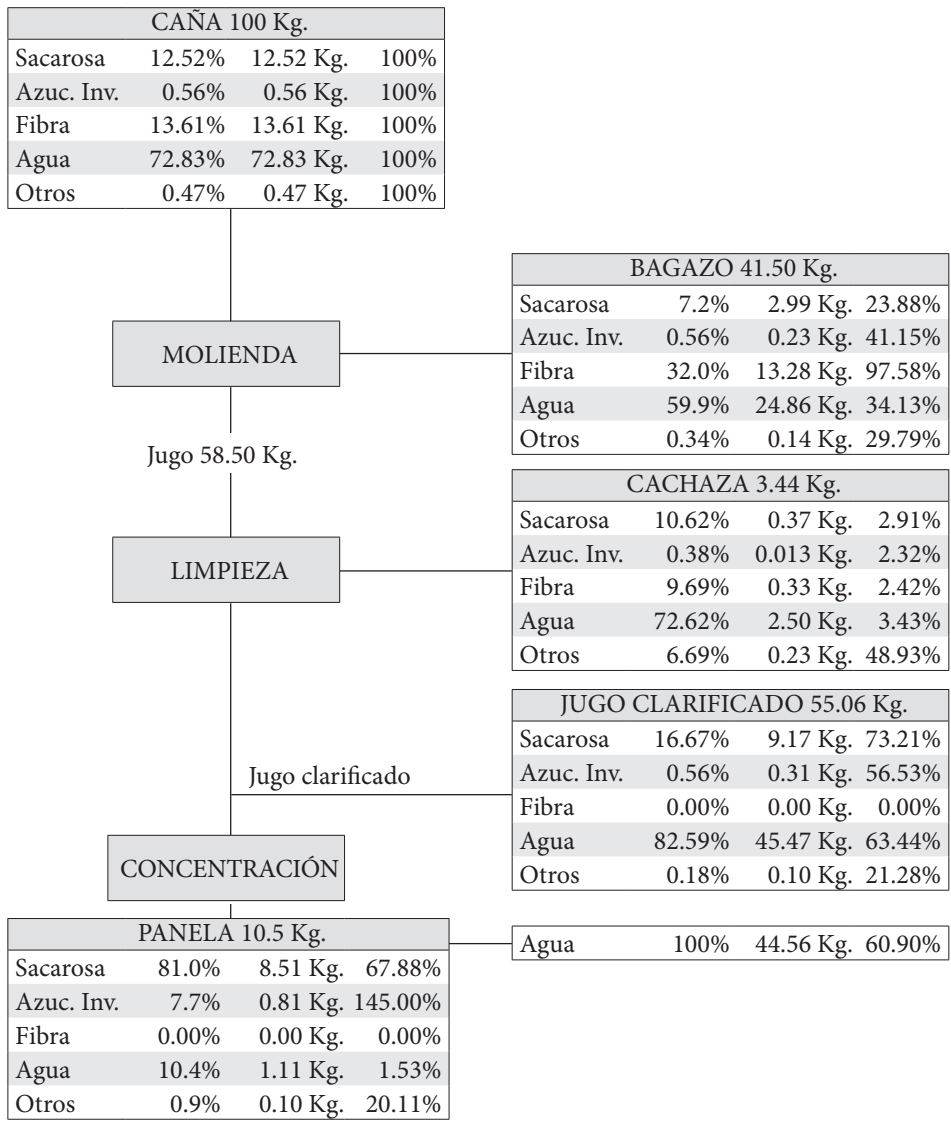 CAÑA 100 Kg.
Sacarosa 12.52% 12.52 Kg. 100%
Azuc. Inv. 0.56% 0.56 Kg. 100%
Fibra 13.61% 13.61 Kg. 100%
Agua 72.83% 72.83 Kg. 100%
Otros 0.47% 0.47 Kg. 100%
MOLIENDA
BAGAZO 41.50 Kg.
Sacarosa 7.2% 2.99 Kg. 23.88%
Azuc. Inv. 0.56% 0.23 Kg. 41.15%
Fibra 32.0% 13.28 Kg. 97.58%
Agua 59.9% 24.86 Kg. 34.13%
Otros 0.34% 0.14 Kg. 29.79%
Jugo 58.50 Kg.
LIMPIEZA
CACHAZA 3.44 Kg.
Sacarosa 10.62% 0.37 Kg. 2.91%
Azuc. Inv. 0.38% 0.013 Kg. 2.32%
Fibra 9.69% 0.33 Kg. 2.42%
Agua 72.62% 2.50 Kg. 3.43%
Otros 6.69% 0.23 Kg. 48.93%
Jugo clarificado
JUGO CLARIFICADO 55.06 Kg.
Sacarosa 16.67% 9.17 Kg. 73.21%
Azuc. Inv. 0.56% 0.31 Kg. 56.53%
Fibra 0.00% 0.00 Kg. 0.00%
Agua 82.59% 45.47 Kg. 63.44%
Otros 0.18% 0.10 Kg. 21.28%
CONCENTRACIÓN
Agua 100% 44.56 Kg. 60.90%
PANELA 10.5 Kg.
Sacarosa 81.0% 8.51 Kg. 67.88%
Azuc. Inv. 7.7% 0.81 Kg. 145.00%
Fibra 0.00% 0.00 Kg. 0.00%
Agua 10.4% 1.11 Kg. 1.53%
Otros 0.9% 0.10 Kg. 20.11%